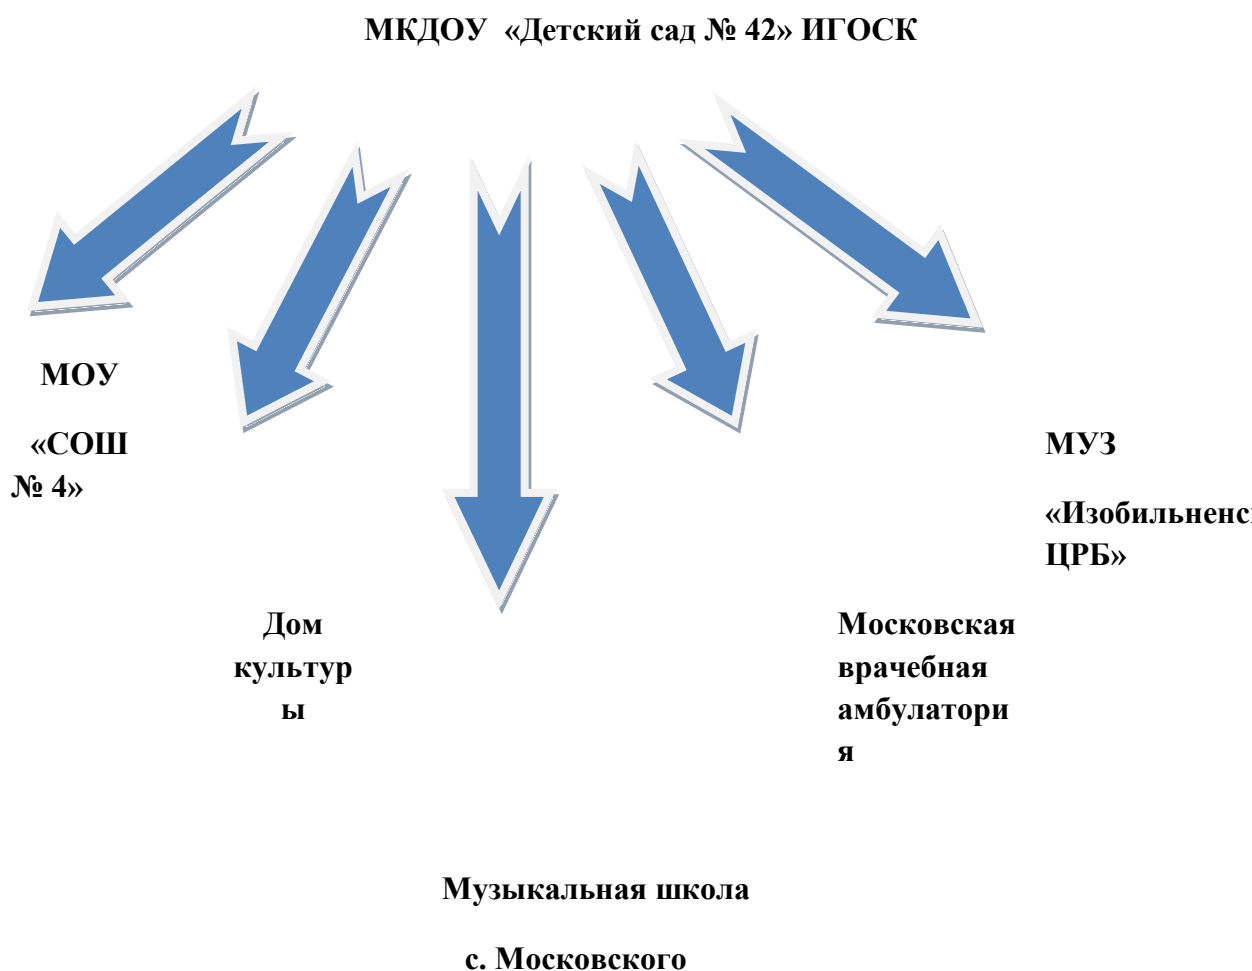 МКДОУ «Детский сад № 42» ИГОСК
МОУ
«СОШ
№ 4»
МУЗ
ЦРБ»
Дом
культур
ы
Московская
врачебная
амбулатори
я
Музыкальная школа
с. Московского